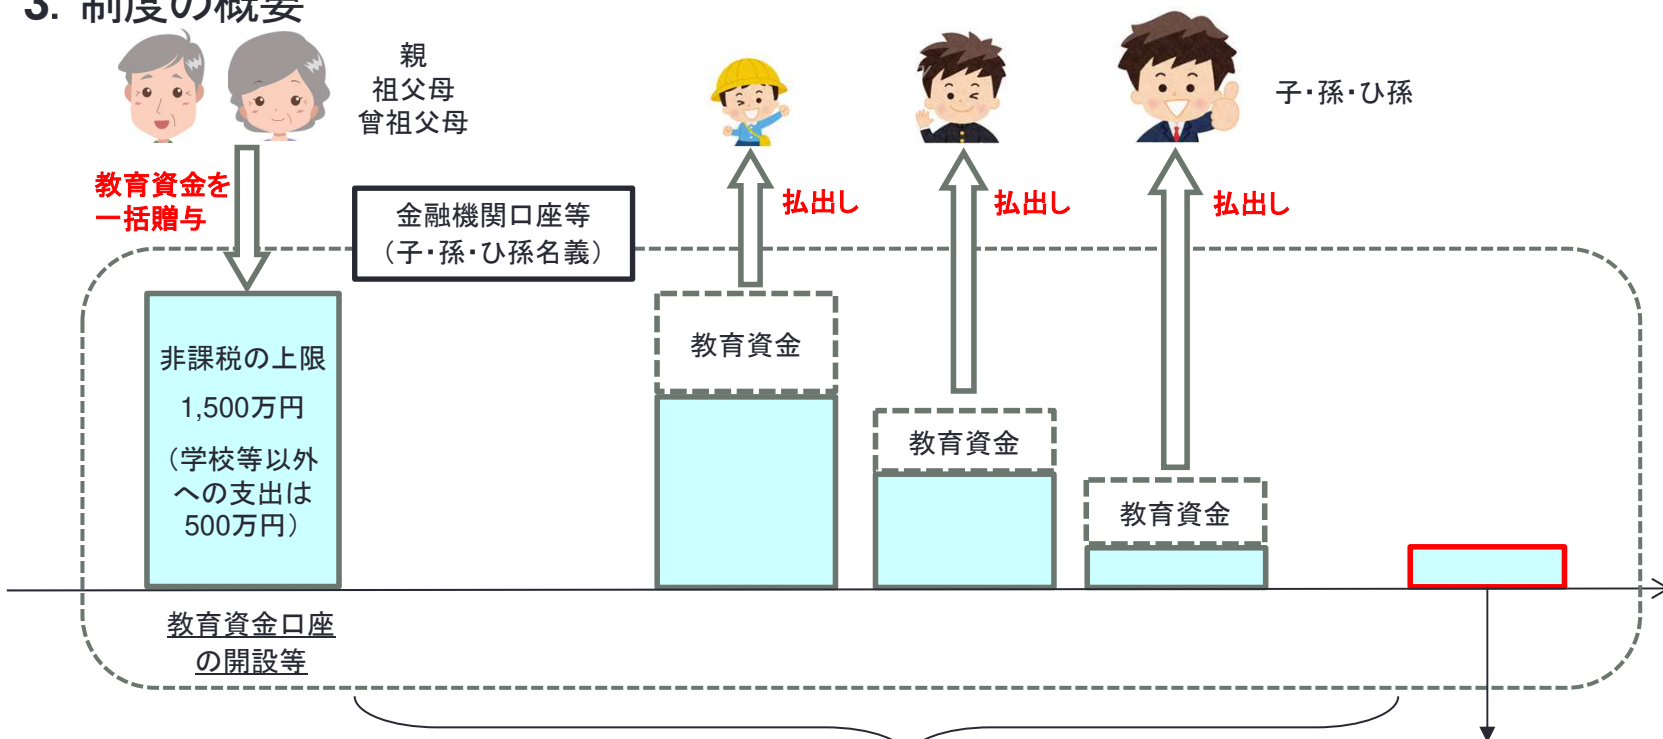 3. 制度の概要
親
祖父母
曾祖父母
子・孫・ひ孫
教育資金を
一括贈与
金融機関口座等
（子・孫・ひ孫名義）
払出し
払出し
払出し
非課税の上限
1,500万円
（学校等以外
への支出は
500万円）
教育資金
教育資金
教育資金
教育資金口座
の開設等